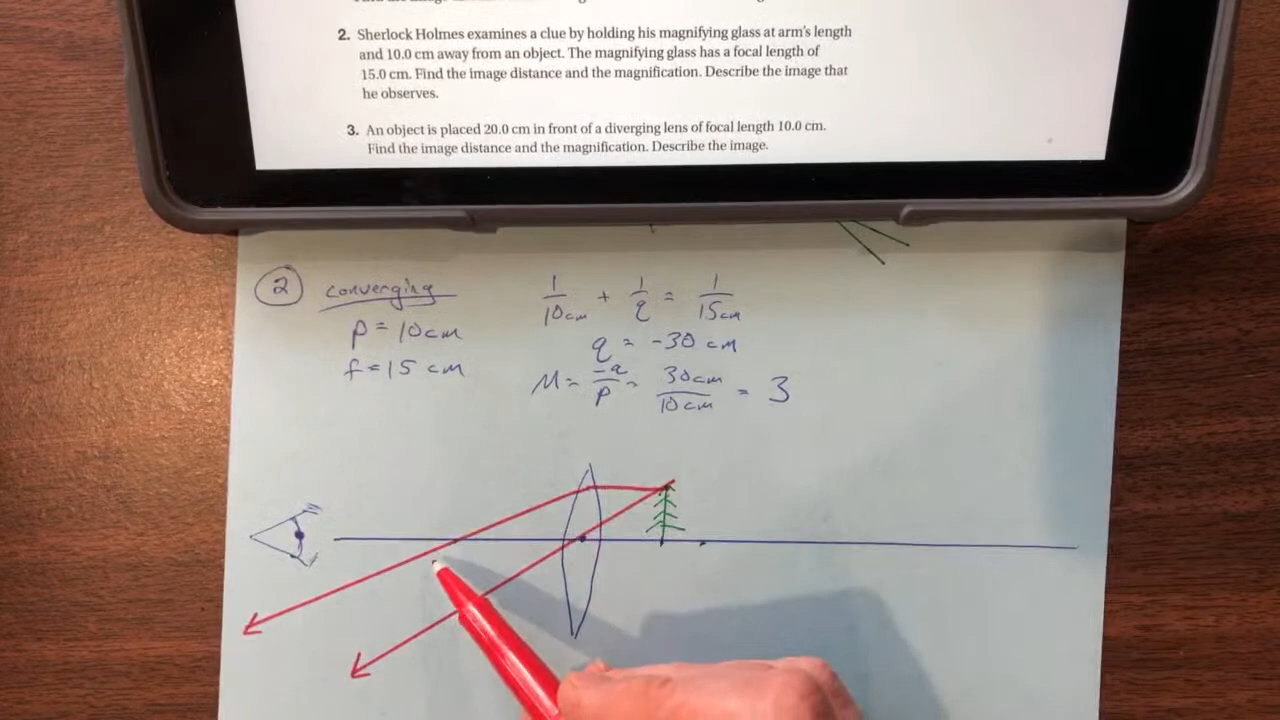 2. Sherlock Holmes examines a clue by holding his magnifying glass at arm's length
and 10.0 cm away from an object. The magnifying glass has a focal length of
15.0 cm. Find the image distance and the magnification. Describe the image that
he observes.
3. An object is placed 20.0 cm in front of a diverging lens of focal length 10.0 cm.
Find the image distance and the magnification. Describe the image.
2 converging
p = 10cm
f = 15 cm
1/10cm + 1/q = 1/15cm
q = -30 cm
M = -q/p = 30cm/10cm = 3